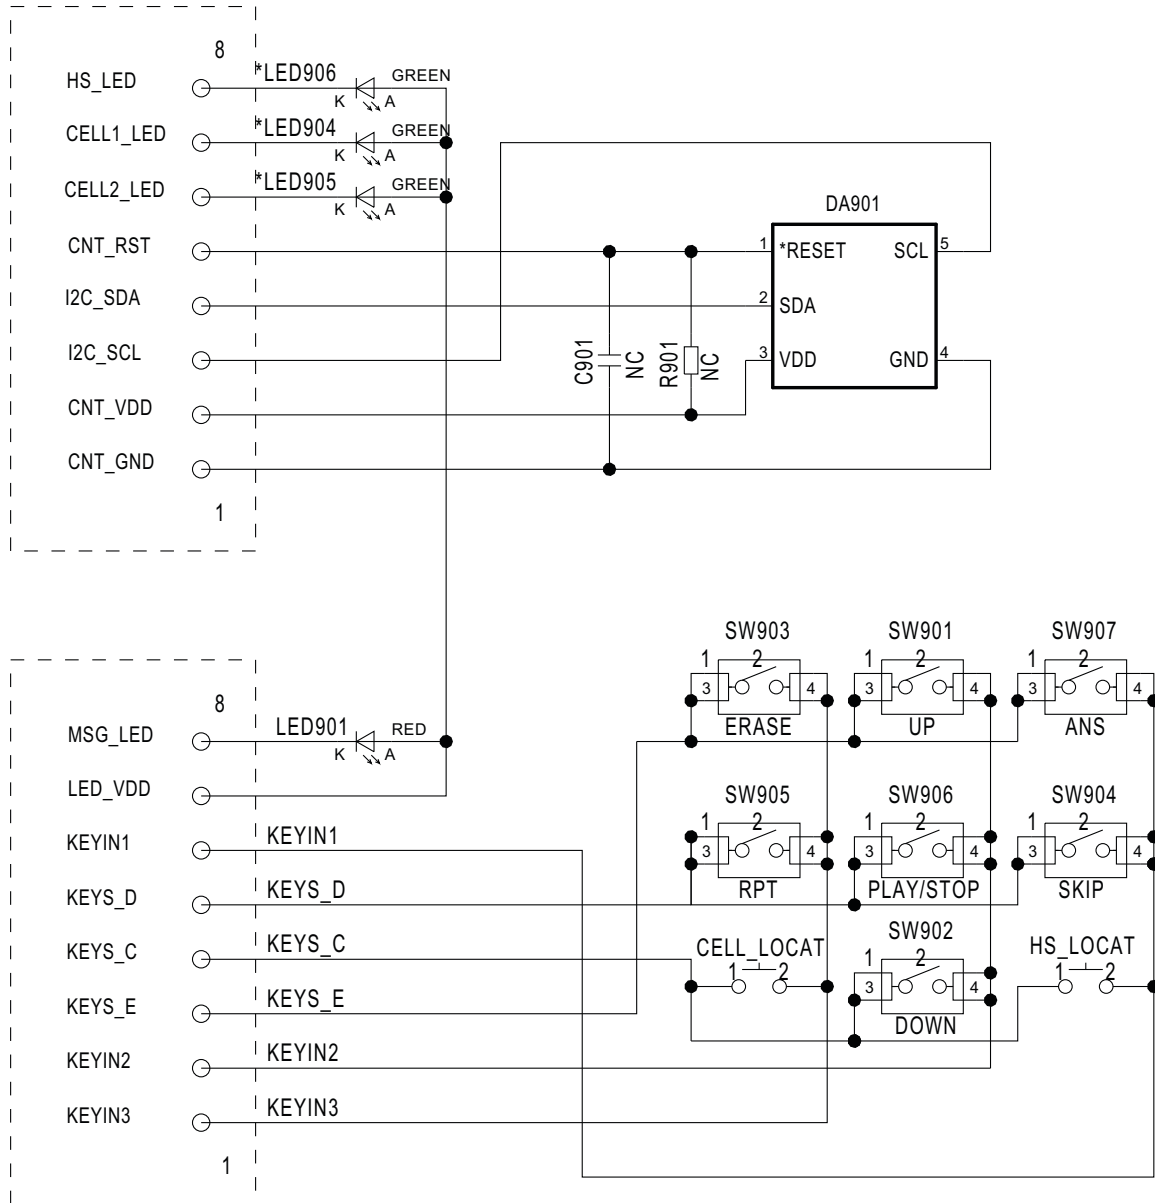 8
HS_LED
*LED906
GREEN
K
A
CELL1_LED
*LED904
GREEN
K
A
CELL2_LED
*LED905
GREEN
K
A
CNT_RST
I2C_SDA
I2C_SCL
CNT_VDD
CNT_GND
1
C901
NC
R901
NC
DA901
1
*RESET
SCL
5
2
SDA
3
VDD
GND
4
8
MSG_LED
LED901
RED
K
A
LED_VDD
KEYIN1
KEYIN1
KEYS_D
KEYS_D
KEYS_C
KEYS_C
KEYS_E
KEYS_E
KEYIN2
KEYIN2
KEYIN3
KEYIN3
1
SW903
1
2
3
4
ERASE
SW901
1
2
3
4
UP
SW907
1
2
3
4
ANS
SW905
1
2
3
4
RPT
SW906
1
2
3
4
PLAY/STOP
SW904
1
2
3
4
SKIP
CELL_LOCAT
1
2
SW902
1
2
3
4
DOWN
HS_LOCAT
1
2